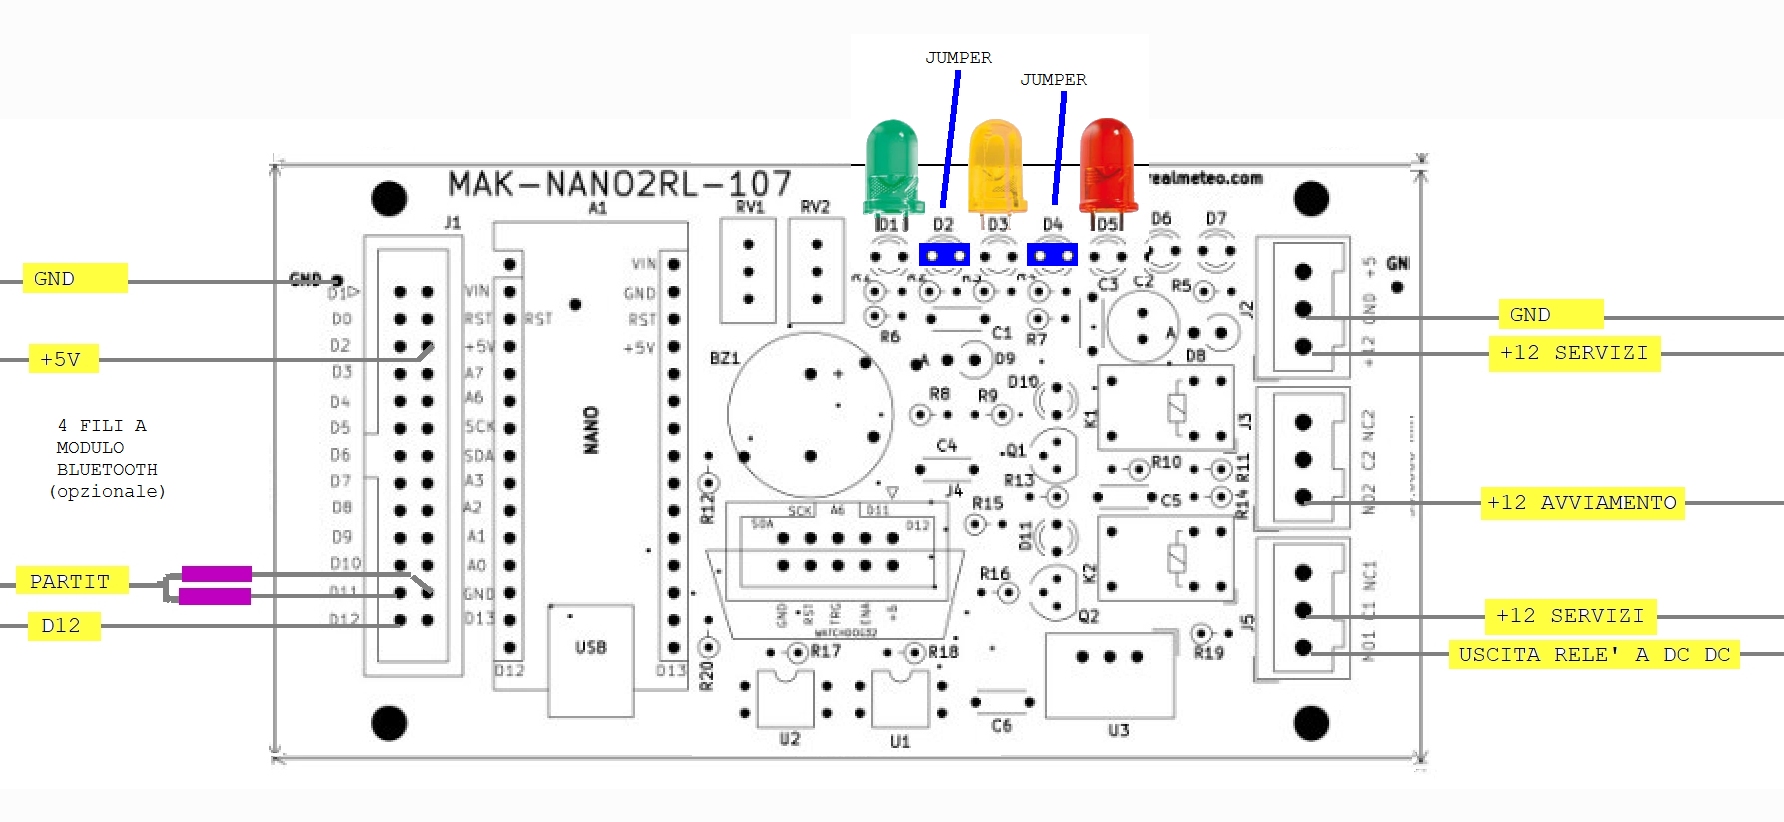 JUMPER
JUMPER
MAK-NANO2RL-107
realmeteo.com
A1
RV1
RV2
D1
D2
D3
D4
D5
D6
D7
J1
GND
GND
D1
D0
D2
D3
D4
D5
D6
D7
D8
D9
D10
D11
D12
+5V
4 FILI A
MODULO
BLUETOOTH
(opzionale)
PARTIT
D12
VIN
RST
+5V
A7
A6
SCK
SDA
A3
A2
A1
A0
GND
D13
RST
NANO
USB
D12
D13
VIN
GND
RST
+5V
R3
C3
C2
R5
R6
C1
R7
A
D8
BZ1
+
A
D9
D10
R8
R9
K1
Q1
C4
R10
R11
R13
C5
R14
J4
R12
R15
D11
SDA
SCK
A6
D11
D12
GND
RST
TRG
ENA
+5
WATCHDOG32
R16
K2
Q2
R17
R18
R19
R20
U2
U1
C6
U3
J2
+12 GND +5
GND
+12 SERVIZI
J3
NO2 C2 NC2
+12 AVVIAMENTO
J5
NO1 C1 NC1
+12 SERVIZI
USCITA RELE' A DC DC